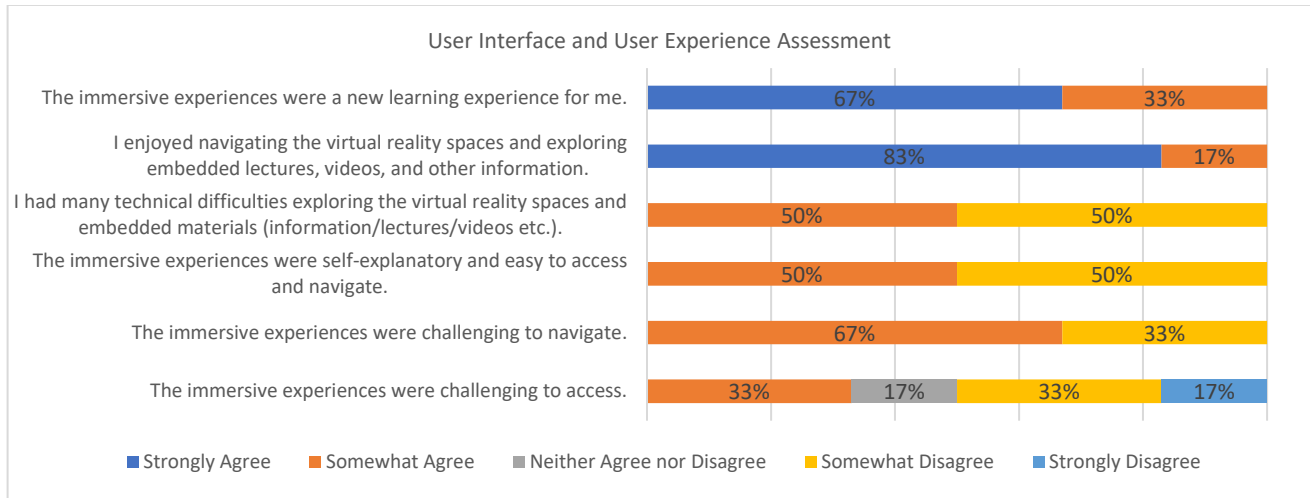 User Interface and User Experience Assessment
The immersive experiences were a new learning experience for me.
67% 33%
I enjoyed navigating the virtual reality spaces and exploring
embedded lectures, videos, and other information.
83% 17%
I had many technical difficulties exploring the virtual reality spaces and
embedded materials (information/lectures/videos etc.).
50% 50%
The immersive experiences were self-explanatory and easy to access
and navigate.
50% 50%
The immersive experiences were challenging to navigate.
67% 33%
The immersive experiences were challenging to access.
33% 17% 33% 17%
Strongly Agree Somewhat Agree Neither Agree nor Disagree Somewhat Disagree Strongly Disagree